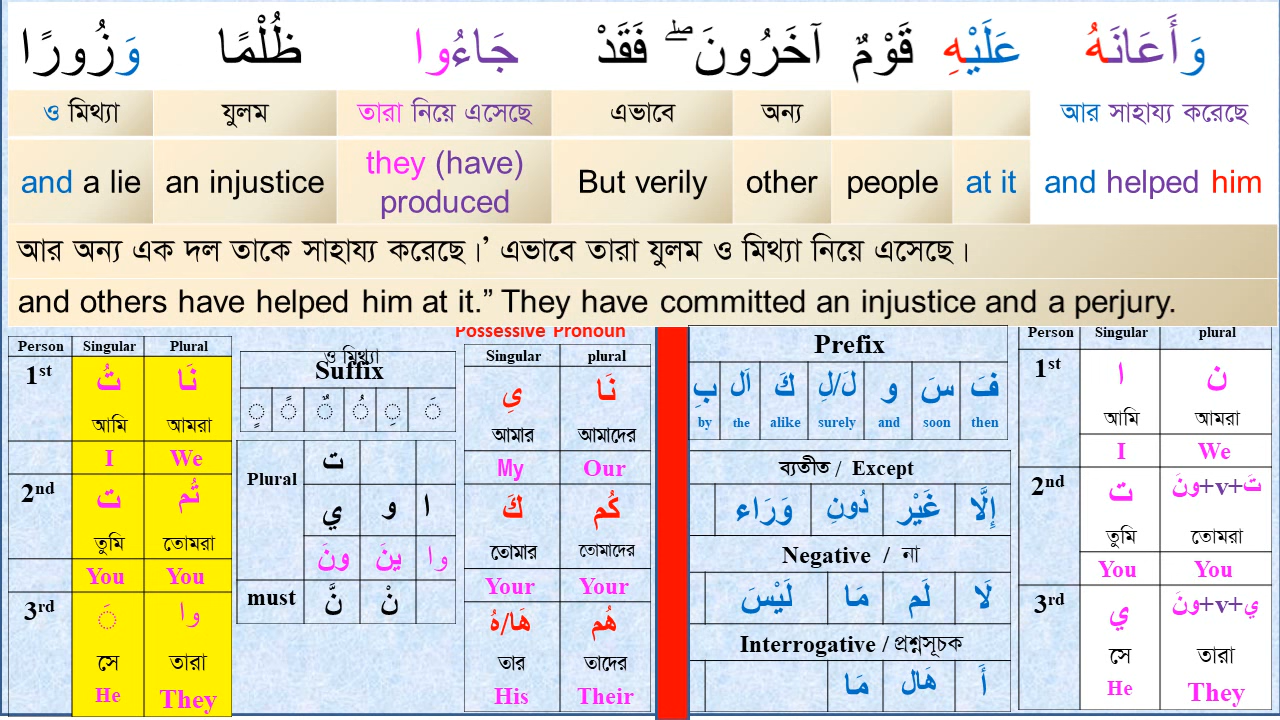 وَأَعَانَهُ عَلَيْهِ قَوْمٌ آخَرُونَ ۖ فَقَدْ جَاءُوا ظُلْمًا وَزُورًا
ও মিথ্যা যুলম তারা নিয়ে এসেছে এভাবে অন্য আর সাহায্য করেছে
and a lie an injustice they (have) produced But verily other people at it and helped him
আর অন্য এক দল তাকে সাহায্য করেছে।’ এভাবে তারা যুলম ও মিথ্যা নিয়ে এসেছে।
and others have helped him at it.” They have committed an injustice and a perjury.
Person Singular Plural
1st تُ نَا
আমি আমরা
I We
2nd ت تُم
তুমি তোমরা
You You
3rd وا
সে তারা
He They
ও মিথ্যা
Suffix
Plural ت
ي و ا
ونَ ينَ وا
must نَّ نْ
Possessive Pronoun
Singular plural
يِ نَا
আমার আমাদের
My Our
كَ كُم
তোমার তোমাদের
Your Your
هَا/هُ هُم
তার তাদের
His Their
Prefix
بِ اَل كَ لَ/لِ و سَ فَ
by the alike surely and soon then
ব্যতীত / Except
وَرَاء دُونِ غَيْر إِلَّا
Negative / না
لَيْسَ مَا لَم لَا
Interrogative / প্রশ্নসূচক
مَا هَال أَ
Person Singular plural
1st ا ن
আমি আমরা
I We
2nd ت تَ+v+ونَ
তুমি তোমরা
You You
3rd ي ي+v+ونَ
সে তারা
He They